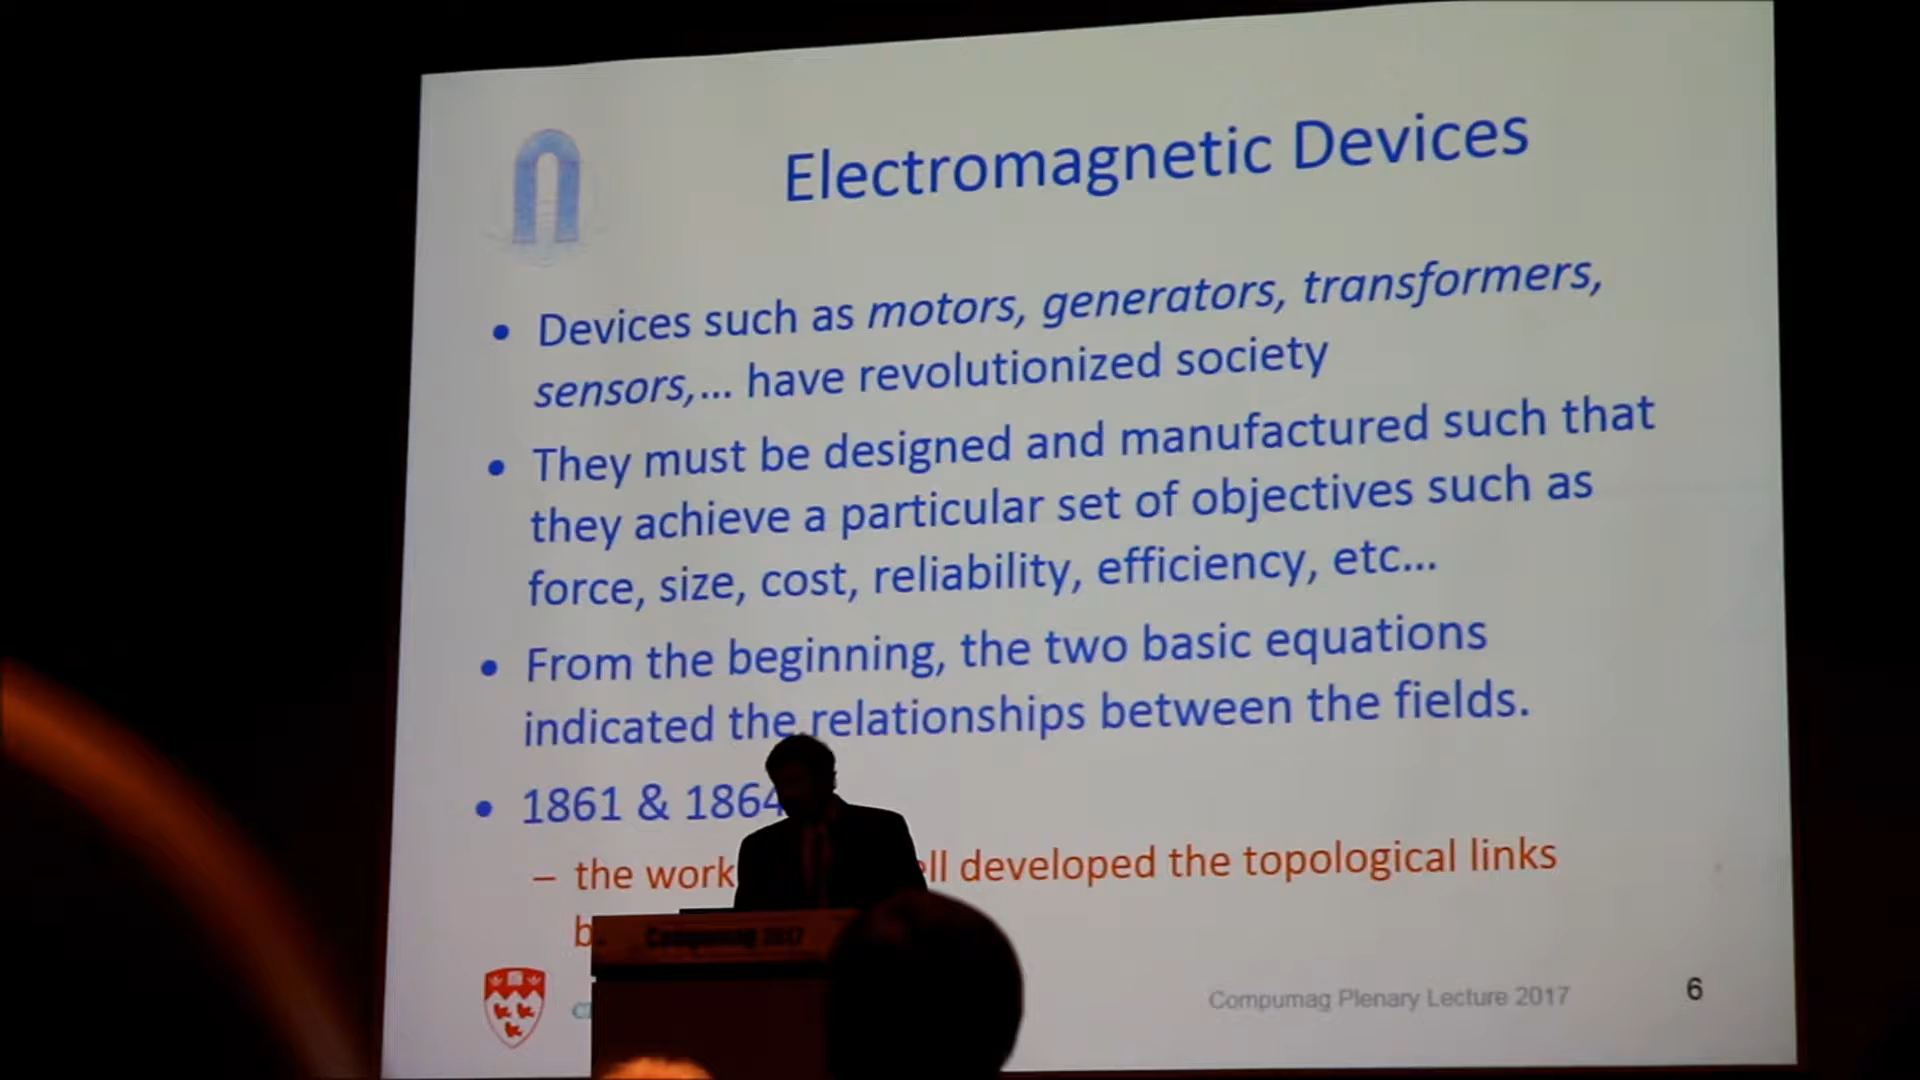 Electromagnetic Devices
• Devices such as motors, generators, transformers,
sensors,... have revolutionized society
• They must be designed and manufactured such that
they achieve a particular set of objectives such as
force, size, cost, reliability, efficiency, etc...
• From the beginning, the two basic equations
indicated the relationships between the fields.
• 1861 & 1864
– the work ell developed the topological links
Compumag 2017
Compumag Plenary Lecture 2017
6